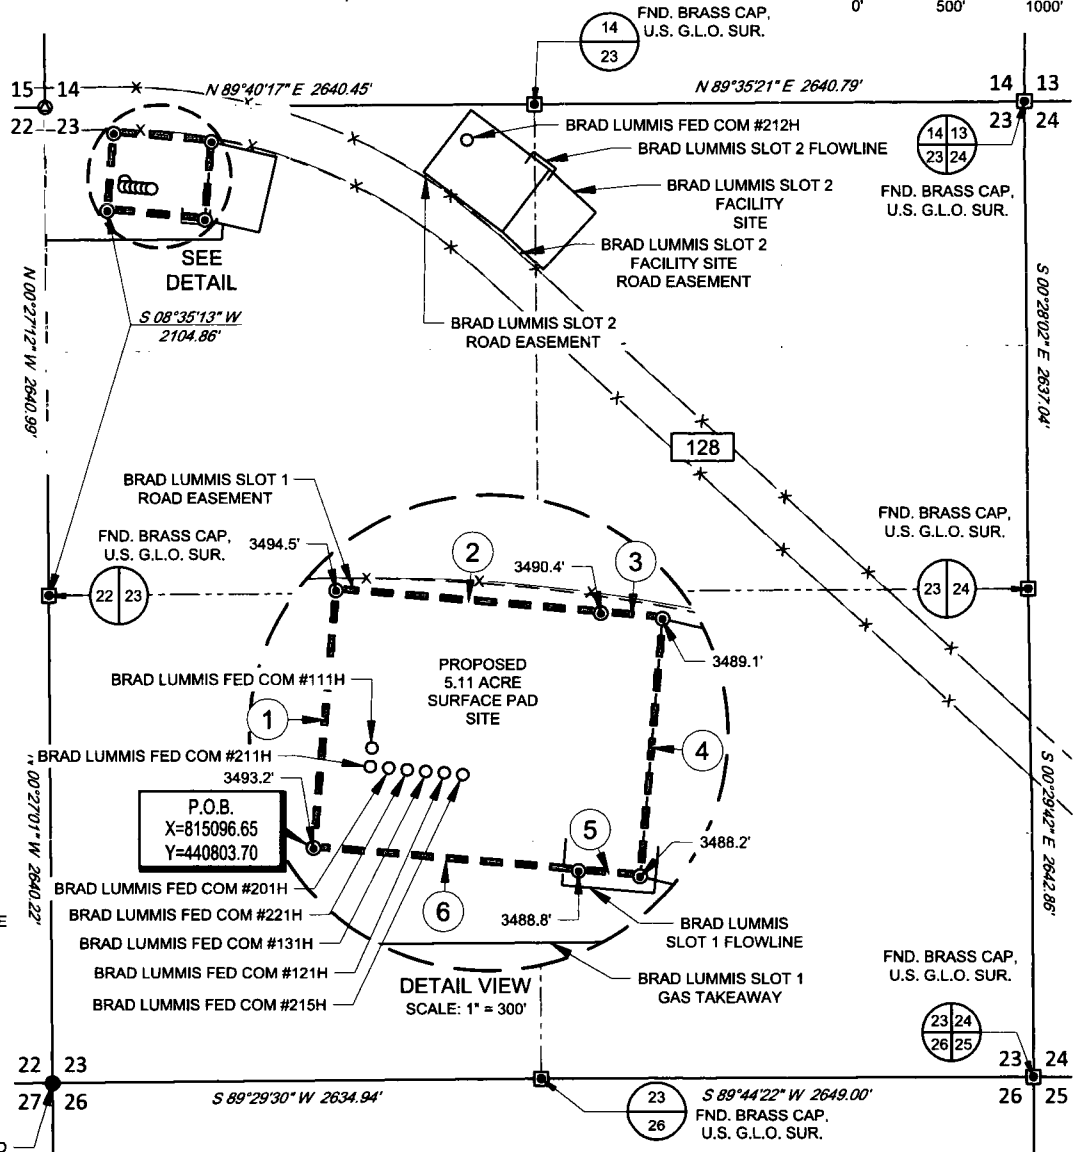 0'
500'
1000'
14
23
FND. BRASS CAP,
U.S. G.L.O. SUR.
15
14
22
23
N 89°40'17" E 2640.45'
N 89°35'21" E 2640.79'
14
13
23
24
14
13
23
24
FND. BRASS CAP,
U.S. G.L.O. SUR.
BRAD LUMMIS FED COM #212H
BRAD LUMMIS SLOT 2 FLOWLINE
BRAD LUMMIS SLOT 2
FACILITY
SITE
BRAD LUMMIS SLOT 2
FACILITY SITE
ROAD EASEMENT
SEE
DETAIL
BRAD LUMMIS SLOT 2
ROAD EASEMENT
S 08°35'13" W
2104.86'
N 00°27'12" W 2640.99'
S 00°28'02" E 2637.04'
128
BRAD LUMMIS SLOT 1
ROAD EASEMENT
FND. BRASS CAP,
U.S. G.L.O. SUR.
22
23
FND. BRASS CAP,
U.S. G.L.O. SUR.
23
24
3494.5'
2
3490.4'
3
3489.1'
PROPOSED
5.11 ACRE
SURFACE PAD
SITE
BRAD LUMMIS FED COM #111H
1
4
BRAD LUMMIS FED COM #211H
3493.2'
P.O.B.
X=815096.65
Y=440803.70
5
3488.2'
BRAD LUMMIS FED COM #201H
6
BRAD LUMMIS FED COM #221H
3488.8'
BRAD LUMMIS
SLOT 1 FLOWLINE
BRAD LUMMIS FED COM #131H
BRAD LUMMIS FED COM #121H
BRAD LUMMIS FED COM #215H
DETAIL VIEW
SCALE: 1" = 300'
BRAD LUMMIS SLOT 1
GAS TAKEAWAY
00°27'01" W 2640.22'
S 00°29'42" E 2642.86'
E
FND. BRASS CAP,
U.S. G.L.O. SUR.
23
24
26
25
22
23
27
26
S 89°29'30" W 2634.94'
S 89°44'22" W 2649.00'
23
24
26
25
23
26
FND. BRASS CAP,
U.S. G.L.O. SUR.